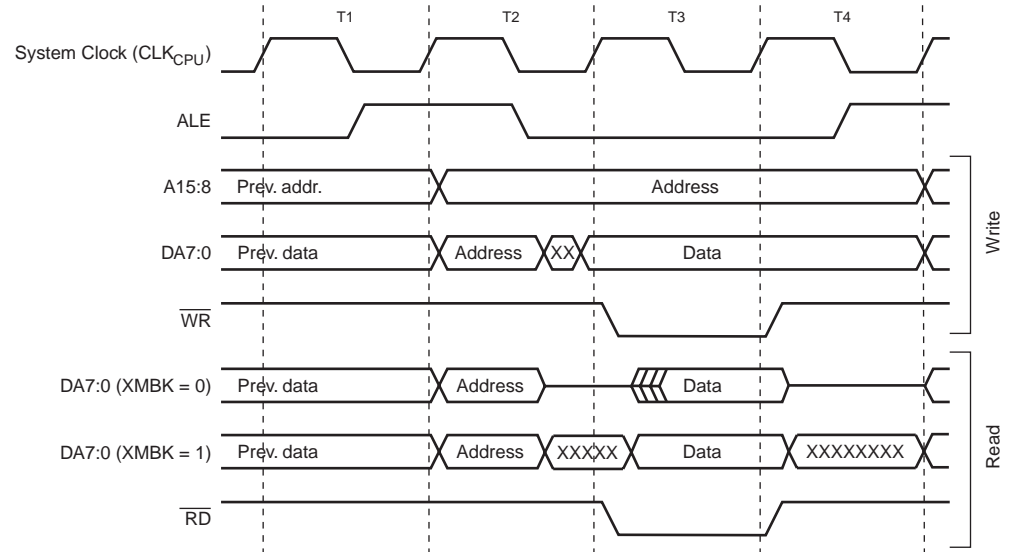 T1 T2 T3 T4
System Clock (CLKCPU)
ALE
A15:8 Prev. addr. Address
DA7:0 Prev. data Address XX Data
WR
Write
DA7:0 (XMBK = 0) Prev. data Address Data
DA7:0 (XMBK = 1) Prev. data Address XXXXX Data XXXXXXXX
RD
Read